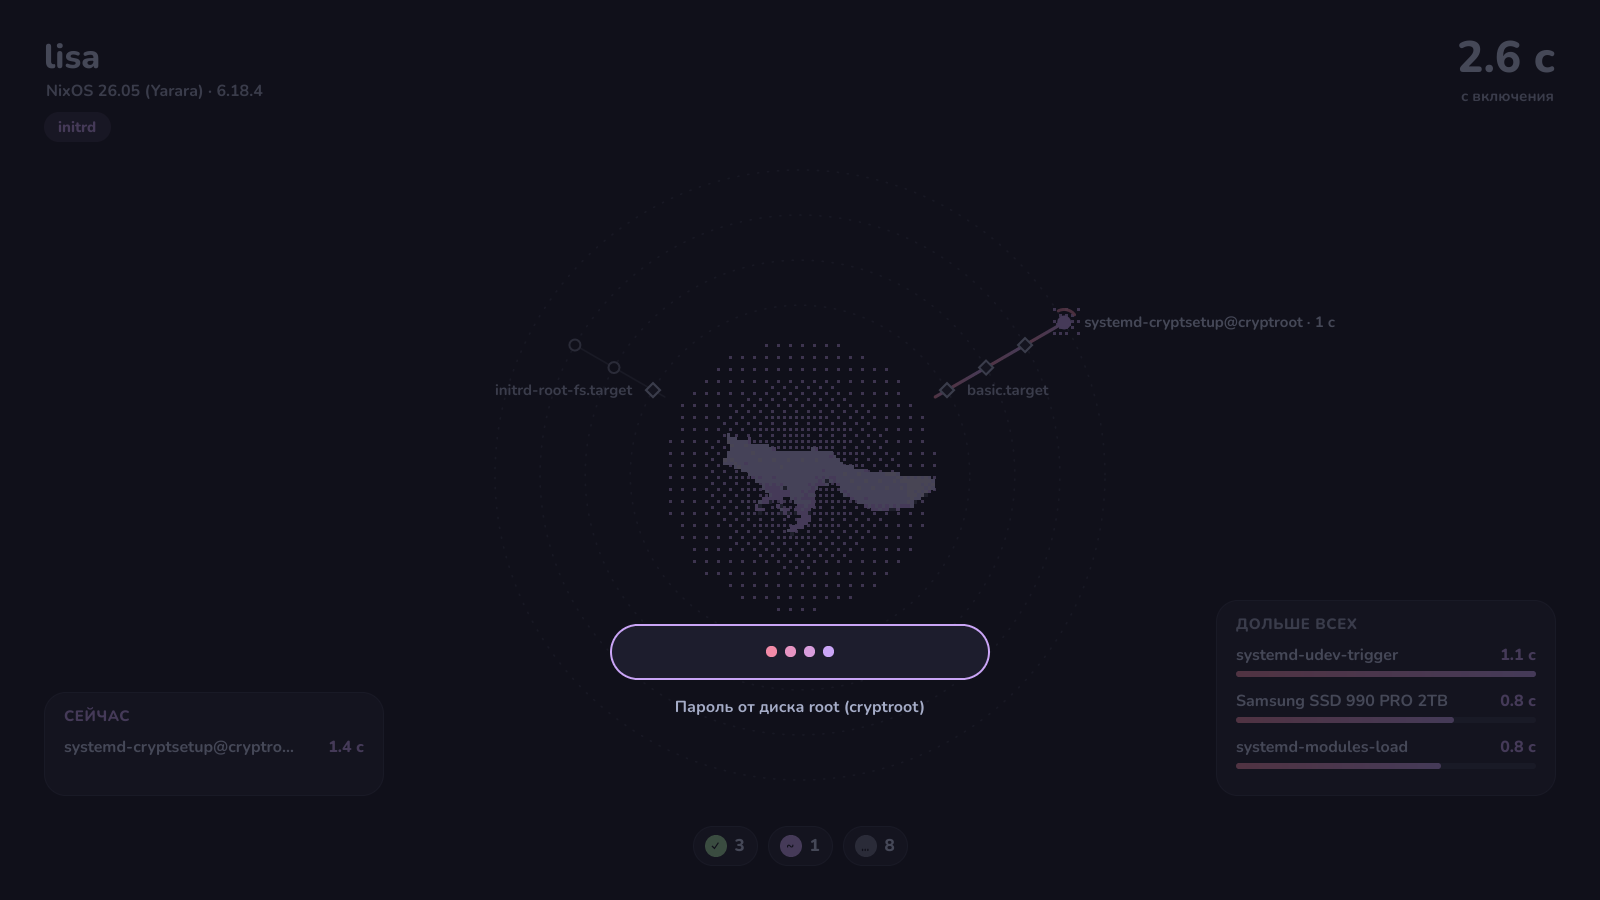 lisa
NixOS 26.05 (Yarara) · 6.18.4
initrd
2.6 с
с включения
systemd-cryptsetup@cryptroot · 1 с
initrd-root-fs.target
basic.target
Пароль от диска root (cryptroot)
СЕЙЧАС
systemd-cryptsetup@cryptro… 1.4 с
ДОЛЬШЕ ВСЕХ
systemd-udev-trigger 1.1 с
Samsung SSD 990 PRO 2TB 0.8 с
systemd-modules-load 0.8 с
✓ 3 ~ 1 … 8